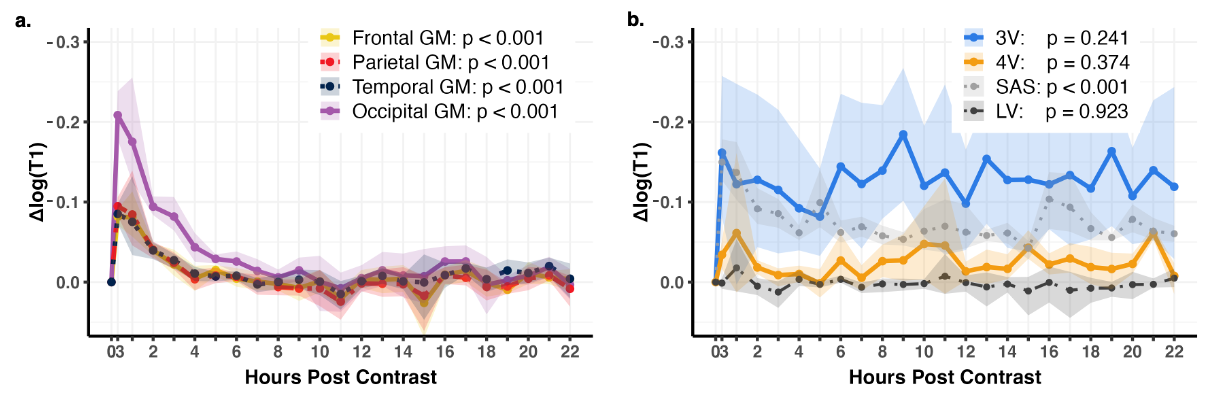 a.
Δlog(T1)
-0.3
-0.2
-0.1
0.0
Frontal GM: p < 0.001
Parietal GM: p < 0.001
Temporal GM: p < 0.001
Occipital GM: p < 0.001
03 2 4 6 8 10 12 14 16 18 20 22
Hours Post Contrast
b.
Δlog(T1)
-0.3
-0.2
-0.1
0.0
3V: p = 0.241
4V: p = 0.374
SAS: p < 0.001
LV: p = 0.923
03 2 4 6 8 10 12 14 16 18 20 22
Hours Post Contrast